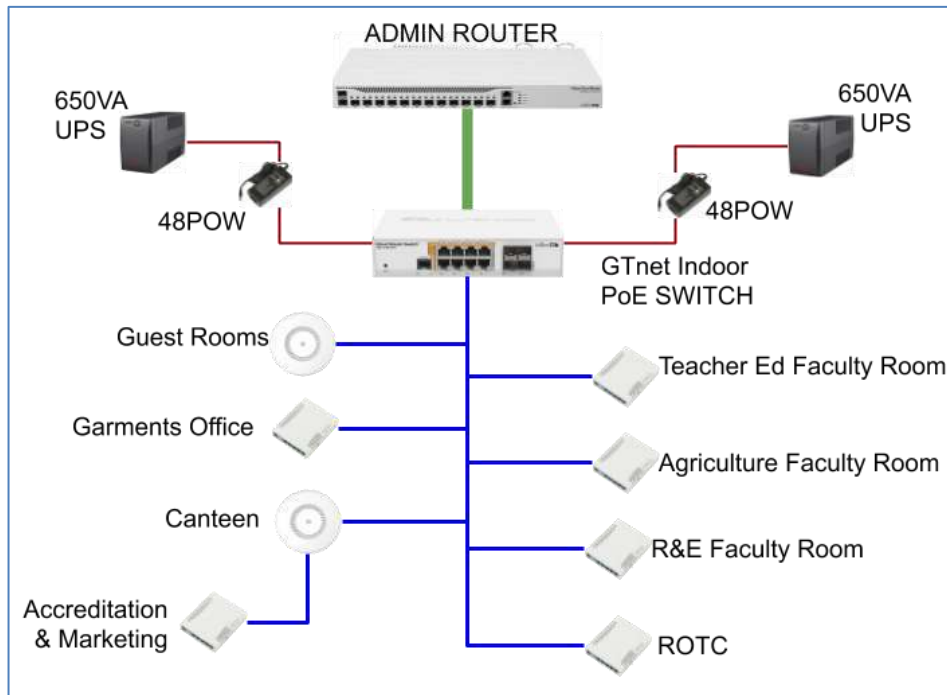 ADMIN ROUTER
650VA
UPS
650VA
UPS
48POW
48POW
GTnet Indoor
PoE SWITCH
Guest Rooms
Teacher Ed Faculty Room
Garments Office
Agriculture Faculty Room
Canteen
R&E Faculty Room
Accreditation
& Marketing
ROTC